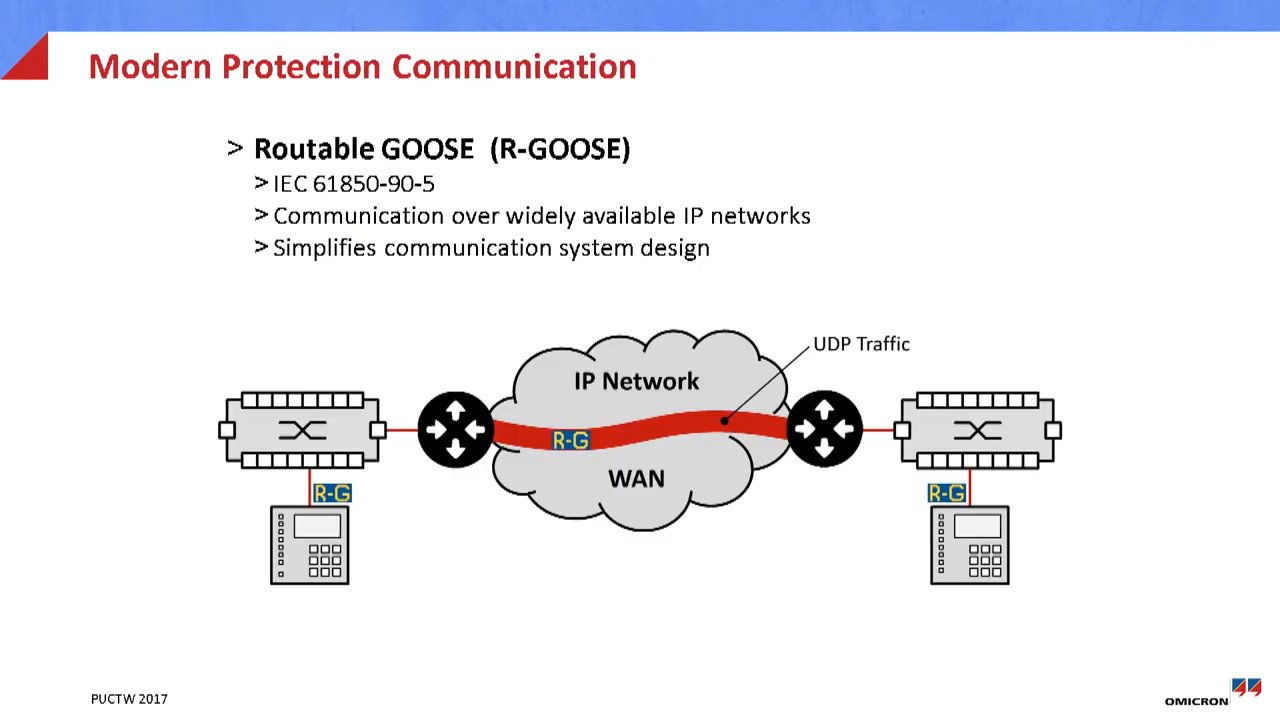 Modern Protection Communication
> Routable GOOSE (R-GOOSE)
> IEC 61850-90-5
> Communication over widely available IP networks
> Simplifies communication system design
UDP Traffic
IP Network
R-G
WAN
R-G
R-G
PUCTW 2017
OMICRON